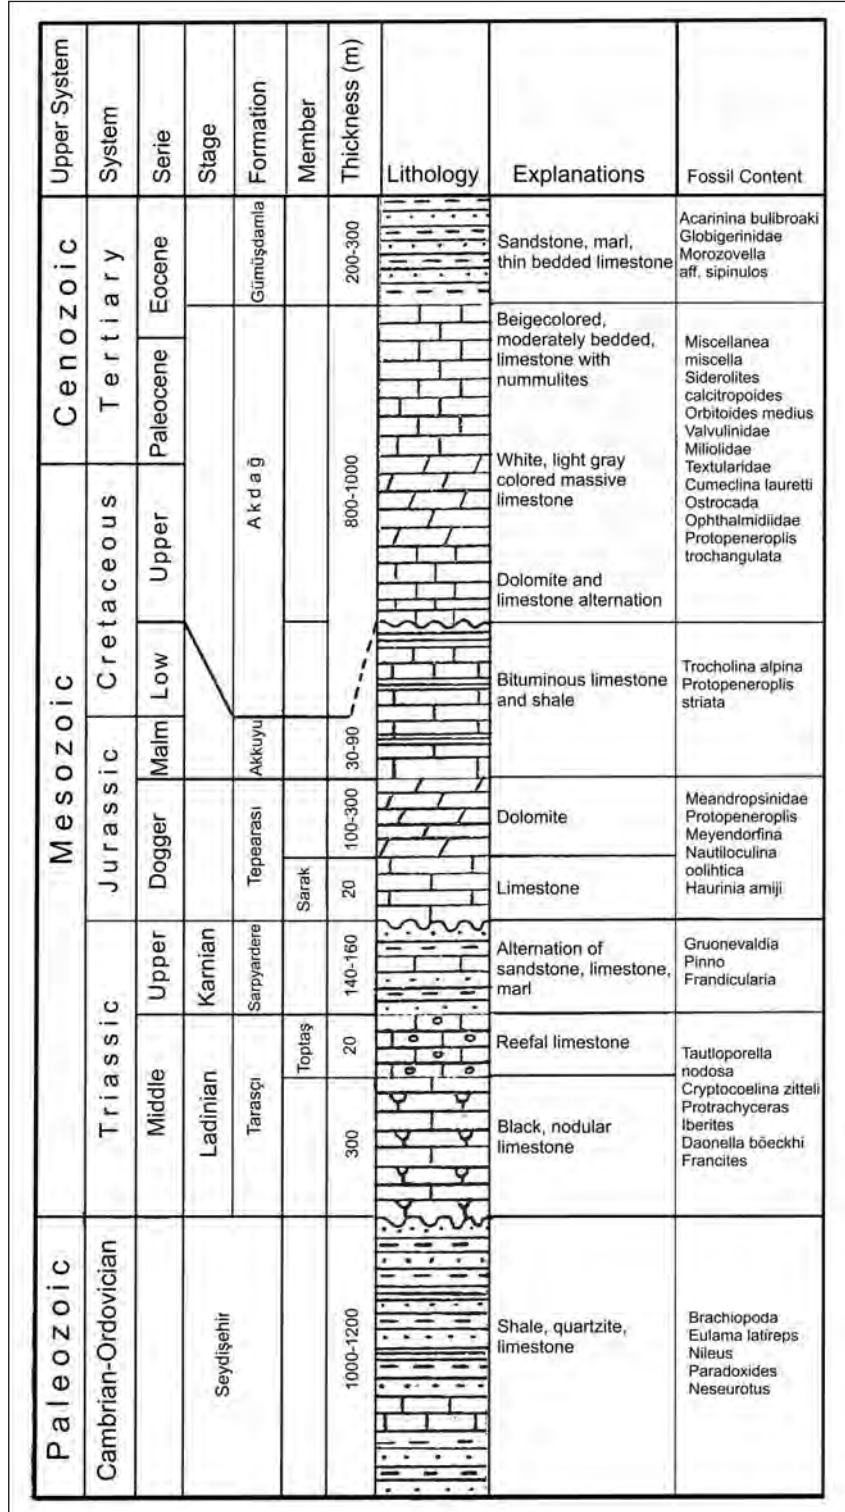 Upper System
System
Serie
Stage
Formation
Member
Thickness (m)
Lithology
Explanations
Fossil Content
Cenozoic
Tertiary
Eocene
Gümüşdamla
200-300
Sandstone, marl,
thin bedded limestone
Acarinina bulibroaki
Globigerinidae
Morozovella
aff. sipinulos
Paleocene
Akdağ
800-1000
Beigecolored,
moderately bedded,
limestone with
nummulites
White, light gray
colored massive
limestone
Dolomite and
limestone alternation
Miscellanea
miscella
Siderolites
calcitropoides
Orbitoides medius
Valvulinidae
Miliolidae
Textularidae
Cumeclina lauretti
Ostrocada
Ophthalmidiidae
Protopeneroplis
trochangulata
Mesozoic
Cretaceous
Upper
Low
Bituminous limestone
and shale
Trocholina alpina
Protopeneroplis
striata
Jurassic
Malm
Akkuyu
30-90
Dogger
Tepearası
100-300
Dolomite
Meandropsinidae
Protopeneroplis
Meyendorfina
Nautiloculina
oolihtica
Haurinia amiji
Sarak
20
Limestone
Triassic
Upper
Karnian
Sarpyardere
140-160
Alternation of
sandstone, limestone,
marl
Gruonevaldia
Pinno
Frandicularia
Middle
Ladinian
Tarasçı
Toptaş
20
Reefal limestone
300
Black, nodular
limestone
Tautloporella
nodosa
Cryptocoelina zitteli
Protrachyceras
Iberites
Daonella böeckhi
Francites
Paleozoic
Cambrian-Ordovician
Seydişehir
1000-1200
Shale, quartzite,
limestone
Brachiopoda
Eulama latireps
Nileus
Paradoxides
Neseurotus